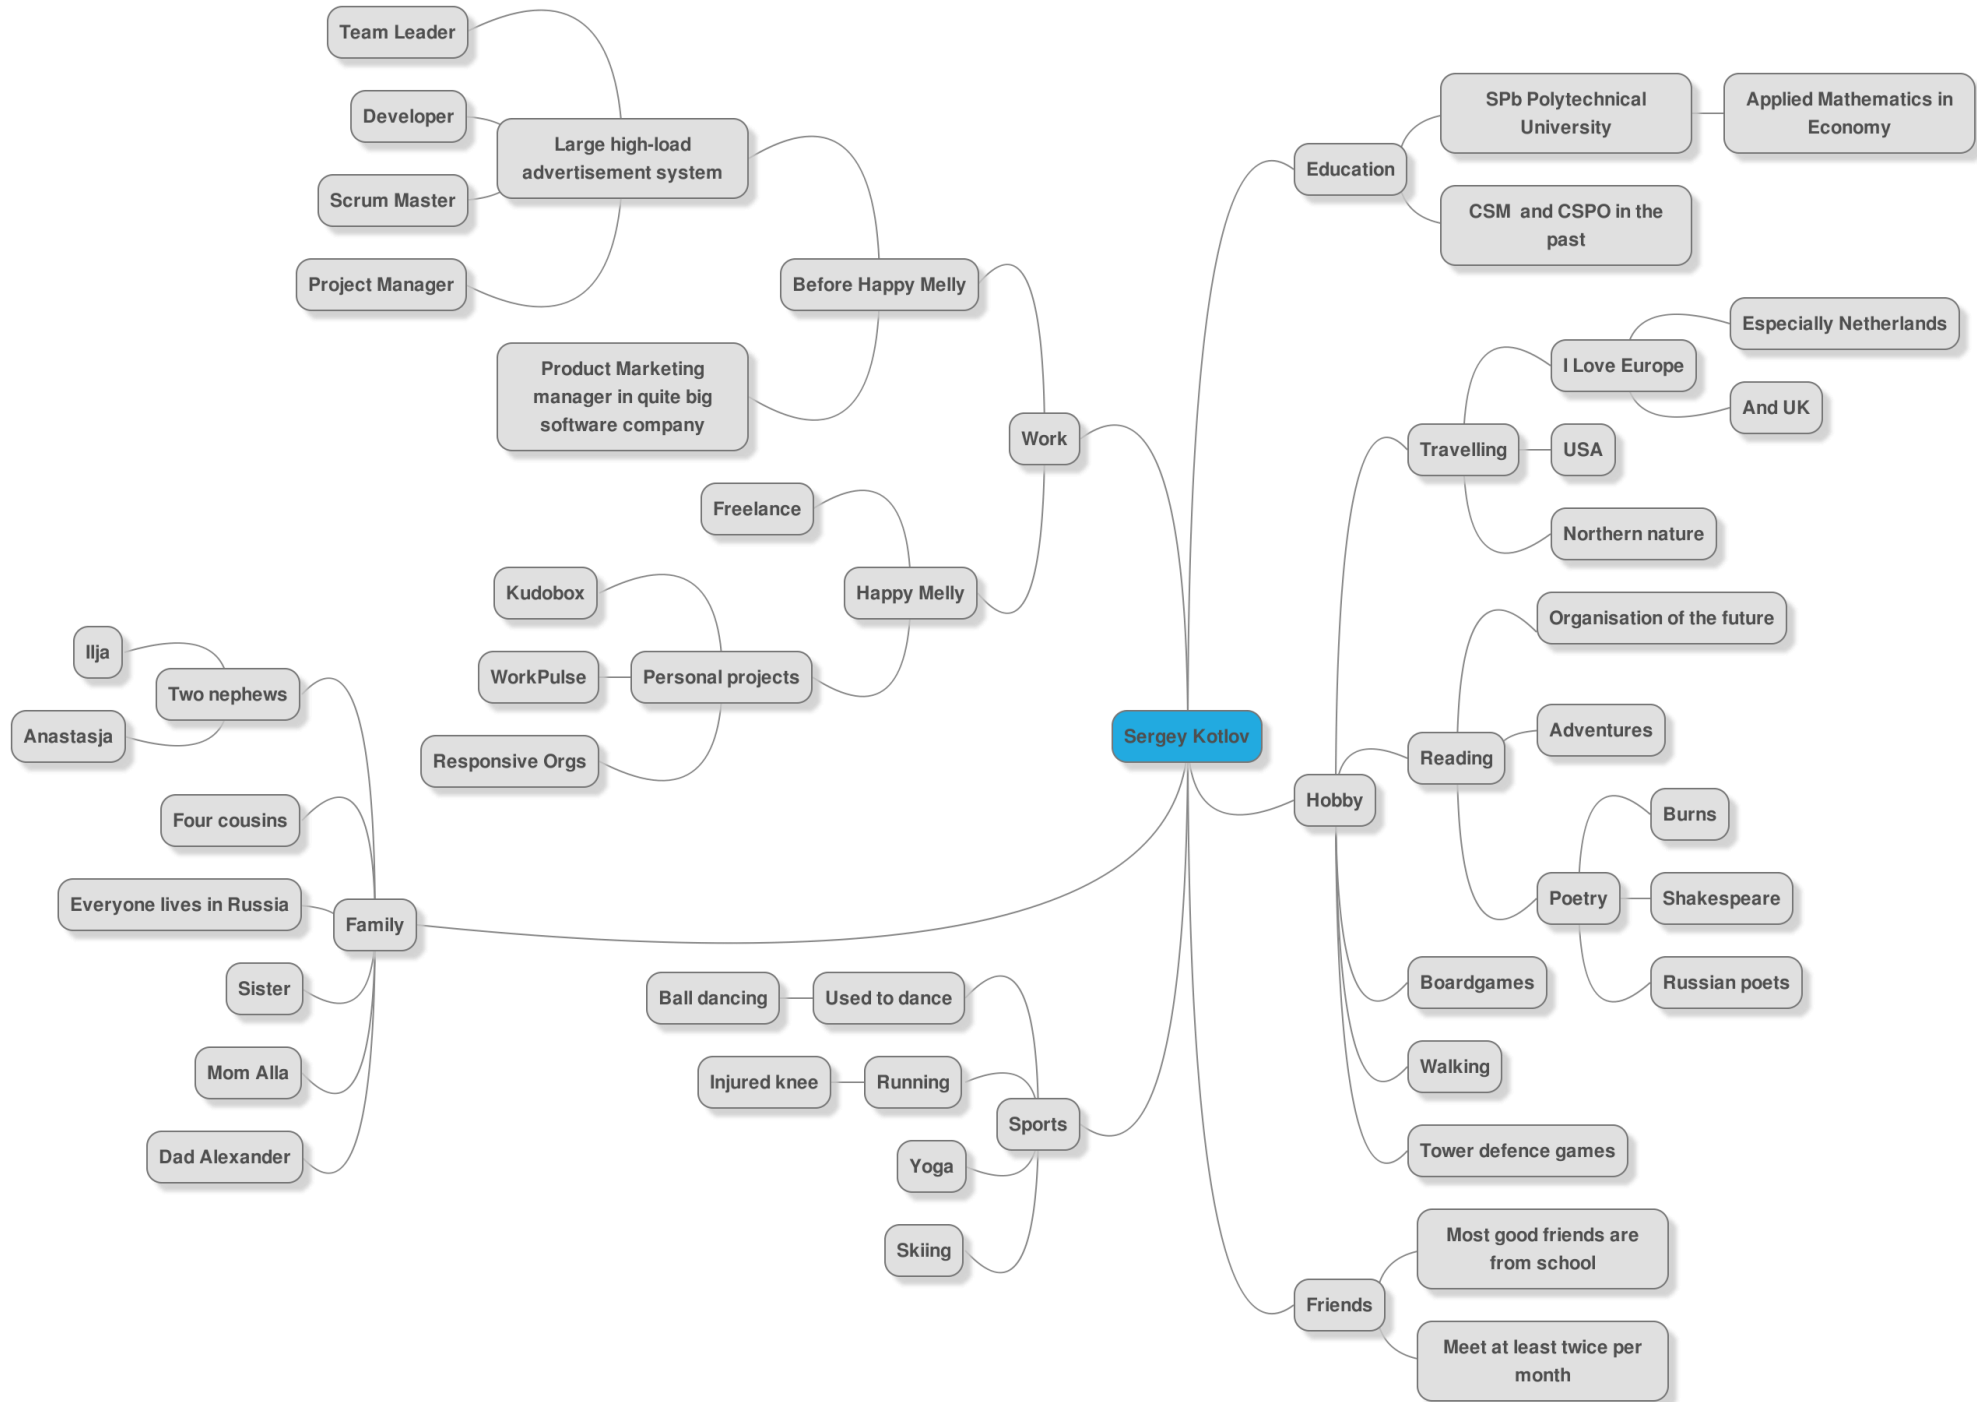 Team Leader
Developer
Large high-load
advertisement system
Scrum Master
Project Manager
Before Happy Melly
Product Marketing
manager in quite big
software company
Work
Freelance
Happy Melly
Kudobox
WorkPulse
Personal projects
Responsive Orgs
Ilja
Two nephews
Anastasja
Four cousins
Everyone lives in Russia
Family
Sister
Mom Alla
Dad Alexander
Ball dancing
Used to dance
Injured knee
Running
Sports
Yoga
Skiing
Sergey Kotlov
Education
SPb Polytechnical
University
Applied Mathematics in
Economy
CSM  and CSPO in the
past
Especially Netherlands
I Love Europe
And UK
Travelling
USA
Northern nature
Organisation of the future
Adventures
Reading
Hobby
Burns
Poetry
Shakespeare
Russian poets
Boardgames
Walking
Tower defence games
Most good friends are
from school
Friends
Meet at least twice per
month